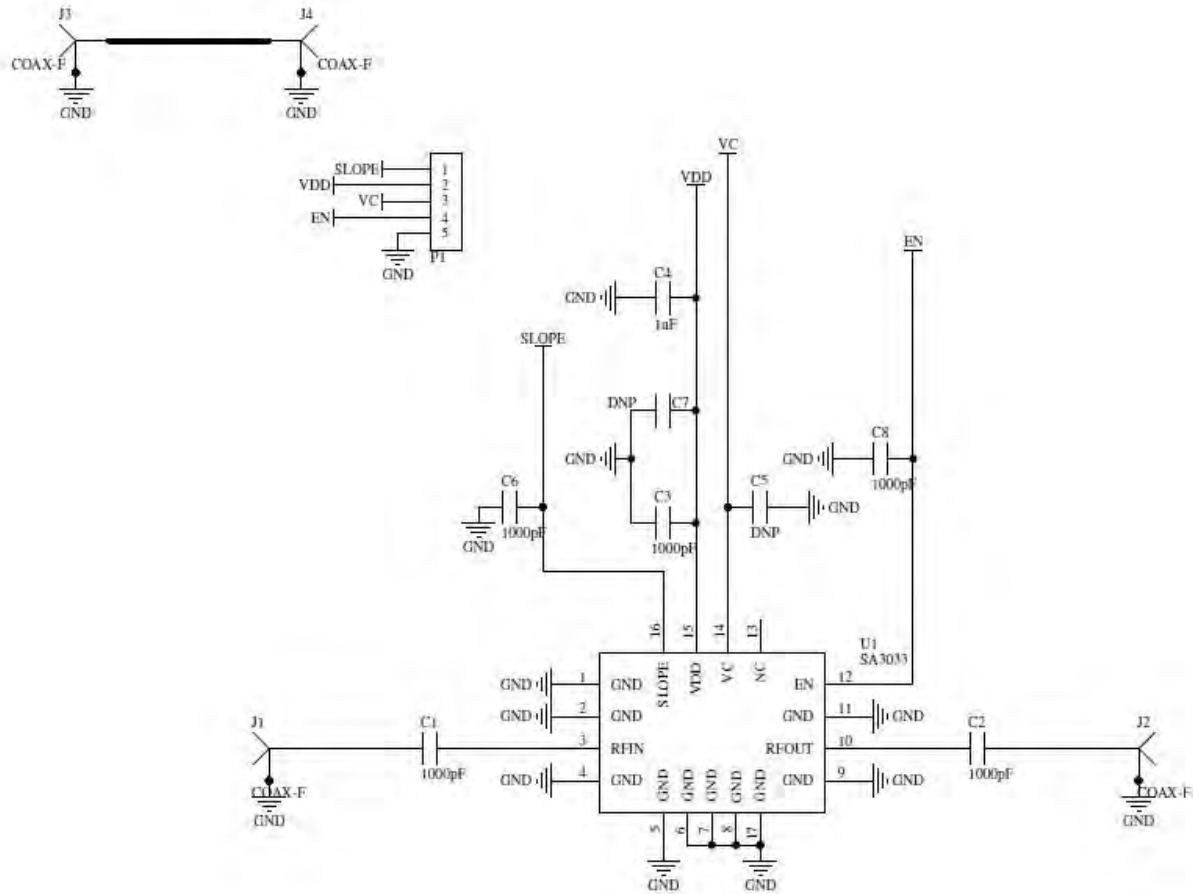 J3
J4
COAX-F
COAX-F
GND
GND
VC
SLOPE
1
VDD
VDD
2
VC
3
EN
4
EN
5
P1
GND
C4
GND
1uF
SLOPE
DNP
C7
C8
GND
GND
1000pF
C6
C3
C5
GND
1000pF
DNP
1000pF
GND
16
15
14
13
U1
SA3033
GND
1
GND
SLOPE
VDD
VC
NC
EN
12
GND
2
GND
GND
11
GND
J1
C1
3
RFIN
RFOUT
10
C2
J2
1000pF
1000pF
GND
4
GND
GND
GND
GND
GND
GND
GND
9
GND
COAX-F
COAX-F
GND
GND
5
6
7
8
17
GND
GND